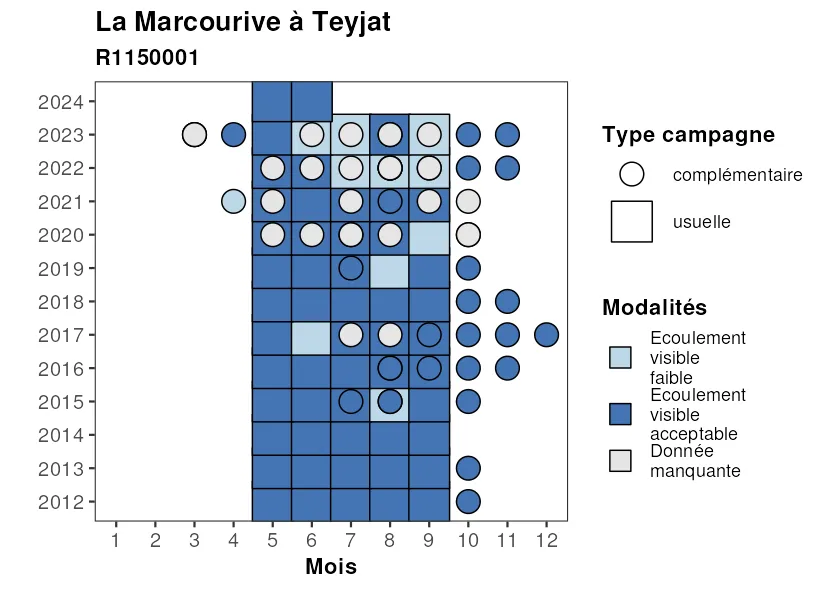 La Marcourive à Teyjat
R1150001
2024
2023
2022
2021
2020
2019
2018
2017
2016
2015
2014
2013
2012
1 2 3 4 5 6 7 8 9 10 11 12
Mois
Type campagne
complémentaire
usuelle
Modalités
Ecoulement
visible
faible
Ecoulement
visible
acceptable
Donnée
manquante